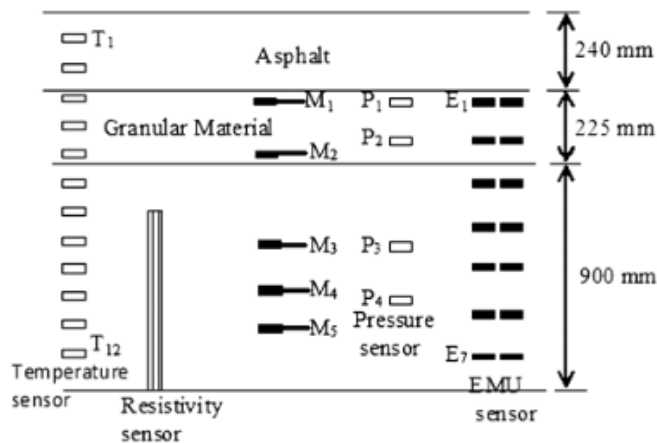 T1
240 mm
Asphalt
M1
P1
E1
Granular Material
225 mm
P2
M2
M3
P3
900 mm
M4
P4
M5
Pressure
sensor
T12
E7
Temperature
sensor
EMU
sensor
Resistivity
sensor